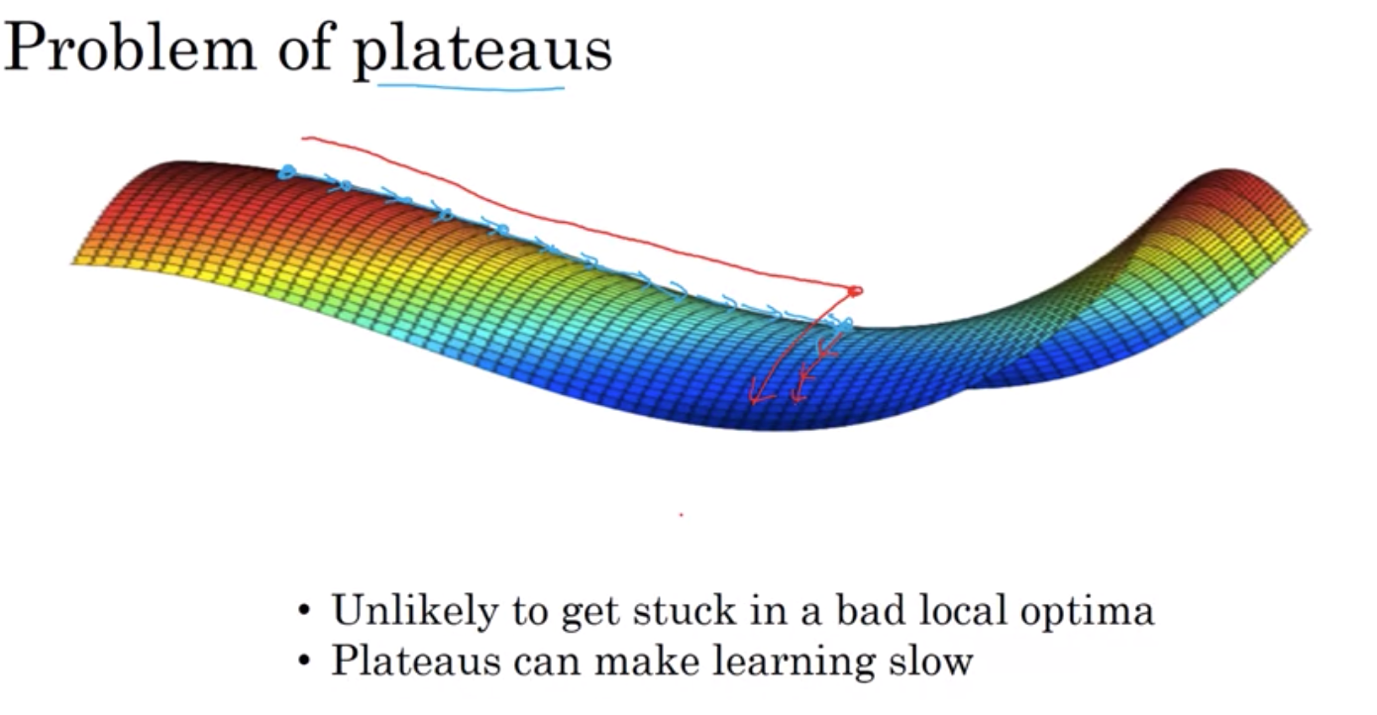 Problem of plateaus
• Unlikely to get stuck in a bad local optima
• Plateaus can make learning slow